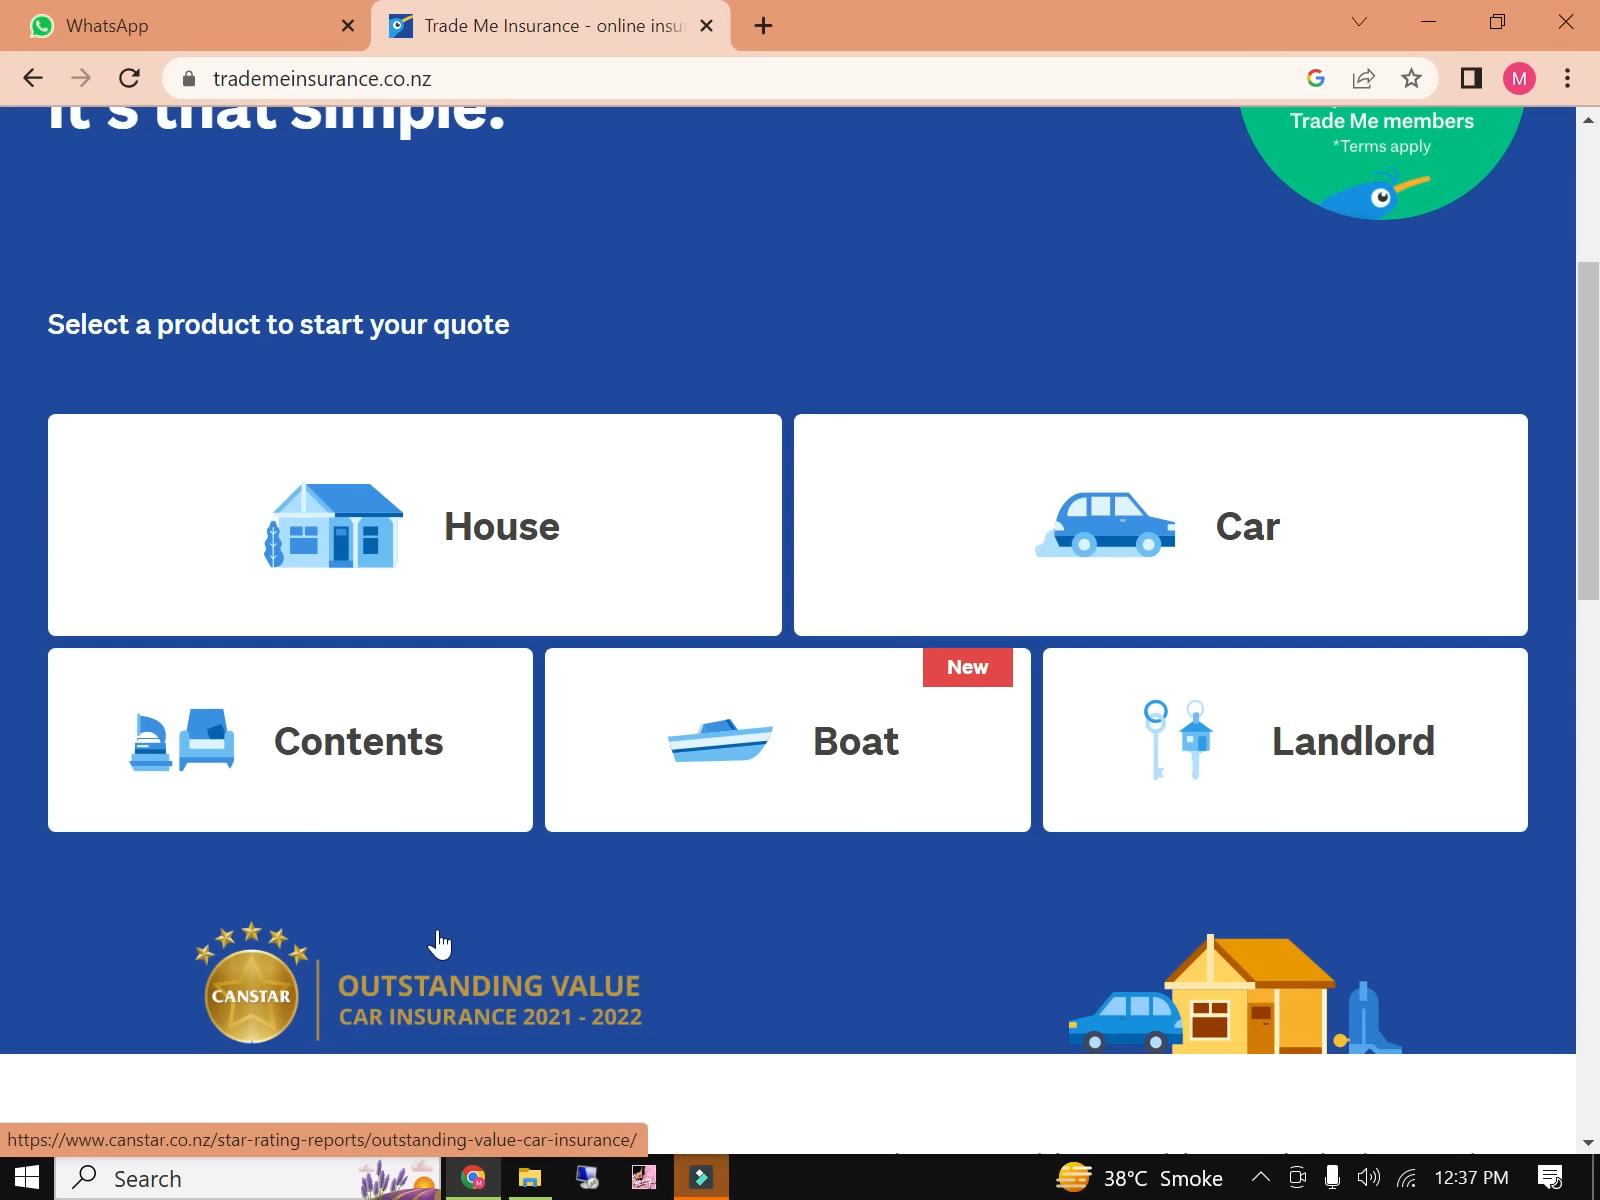 WhatsApp
Trade Me Insurance - online insu
trademeinsurance.co.nz
M
it's that simple.
Trade Me members
*Terms apply
Select a product to start your quote
House
Car
Contents
New
Boat
Landlord
CANSTAR
OUTSTANDING VALUE
CAR INSURANCE 2021 - 2022
https://www.canstar.co.nz/star-rating-reports/outstanding-value-car-insurance/
Search
38°C Smoke
12:37 PM